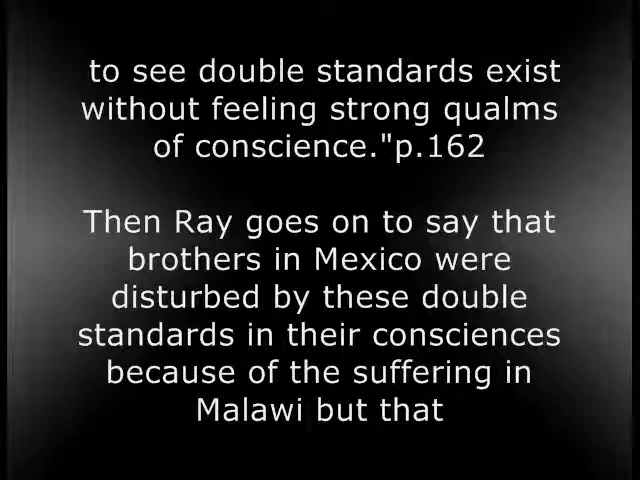 to see double standards exist
without feeling strong qualms
of conscience."p.162
Then Ray goes on to say that
brothers in Mexico were
disturbed by these double
standards in their consciences
because of the suffering in
Malawi but that